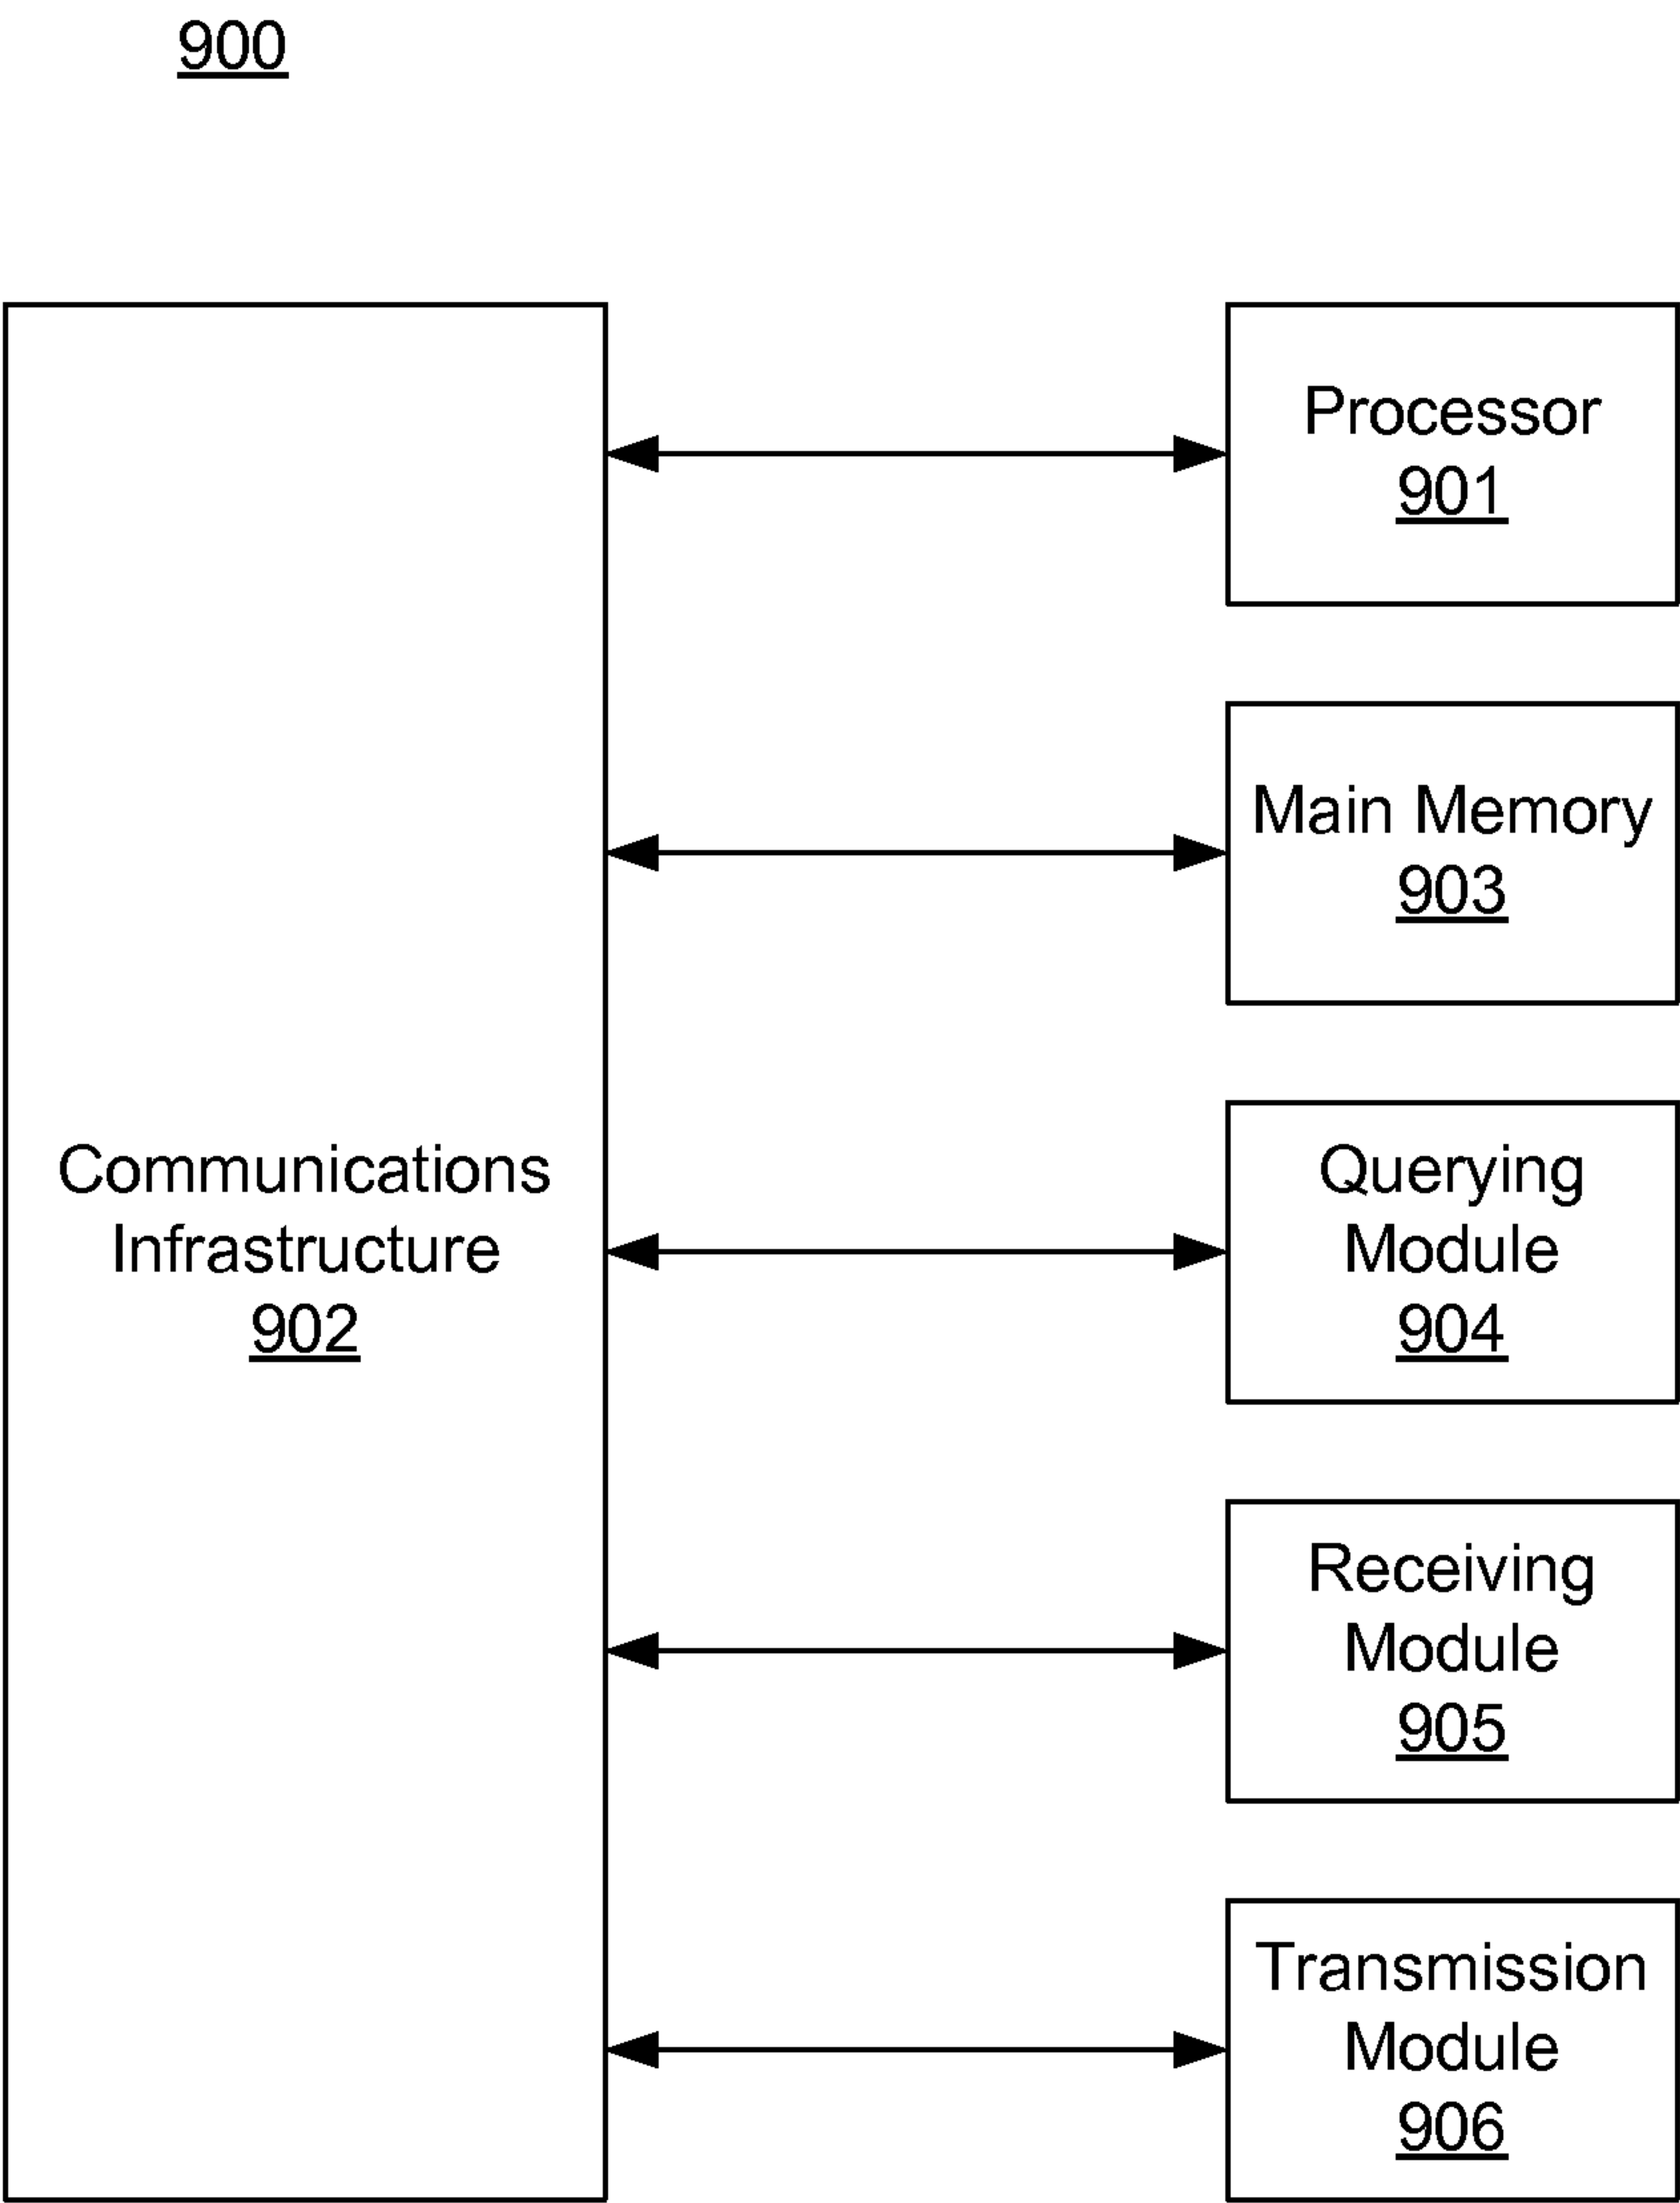 900
Processor
901
Main Memory
903
Communications
Infrastructure
902
Querying
Module
904
Receiving
Module
905
Transmission
Module
906